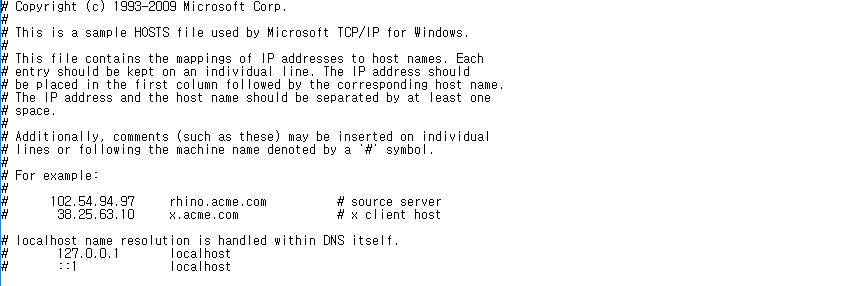 # Copyright (c) 1993-2009 Microsoft Corp.
#
# This is a sample HOSTS file used by Microsoft TCP/IP for Windows.
#
# This file contains the mappings of IP addresses to host names. Each
# entry should be kept on an individual line. The IP address should
# be placed in the first column followed by the corresponding host name.
# The IP address and the host name should be separated by at least one
# space.
#
# Additionally, comments (such as these) may be inserted on individual
# lines or following the machine name denoted by a '#' symbol.
#
# For example:
#
#      102.54.94.97     rhino.acme.com          # source server
#       38.25.63.10     x.acme.com              # x client host

# localhost name resolution is handled within DNS itself.
#       127.0.0.1       localhost
#       ::1             localhost